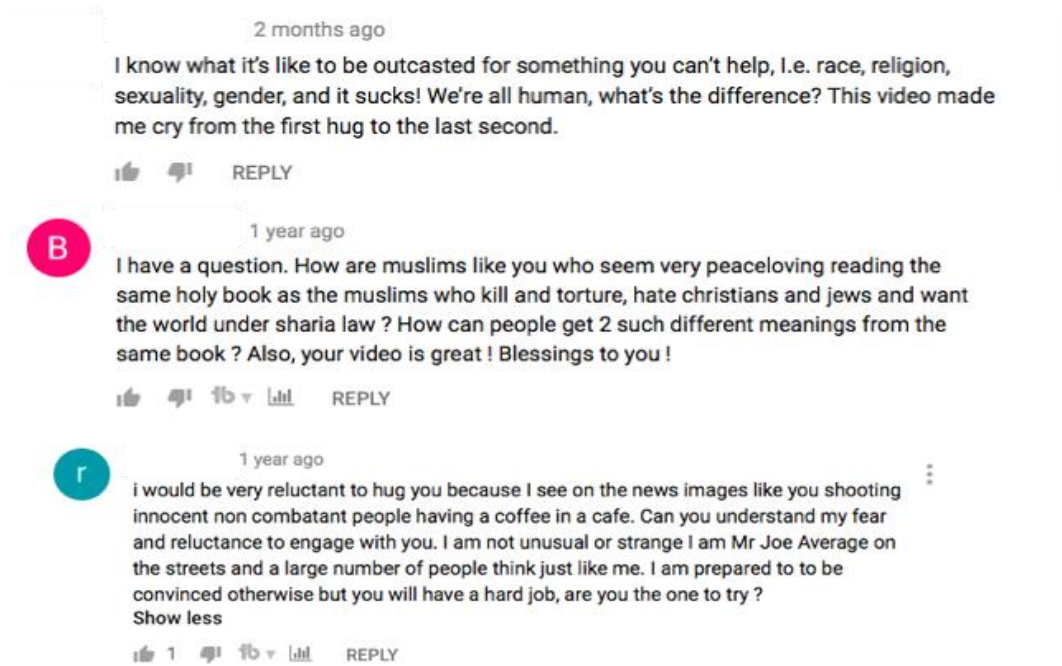 2 months ago
I know what it's like to be outcasted for something you can't help, I.e. race, religion,
sexuality, gender, and it sucks! We're all human, what's the difference? This video made
me cry from the first hug to the last second.
REPLY
B
1 year ago
I have a question. How are muslims like you who seem very peaceloving reading the
same holy book as the muslims who kill and torture, hate christians and jews and want
the world under sharia law ? How can people get 2 such different meanings from the
same book ? Also, your video is great ! Blessings to you !
REPLY
r
1 year ago
i would be very reluctant to hug you because I see on the news images like you shooting
innocent non combatant people having a coffee in a cafe. Can you understand my fear
and reluctance to engage with you. I am not unusual or strange I am Mr Joe Average on
the streets and a large number of people think just like me. I am prepared to to be
convinced otherwise but you will have a hard job, are you the one to try ?
Show less
1 REPLY